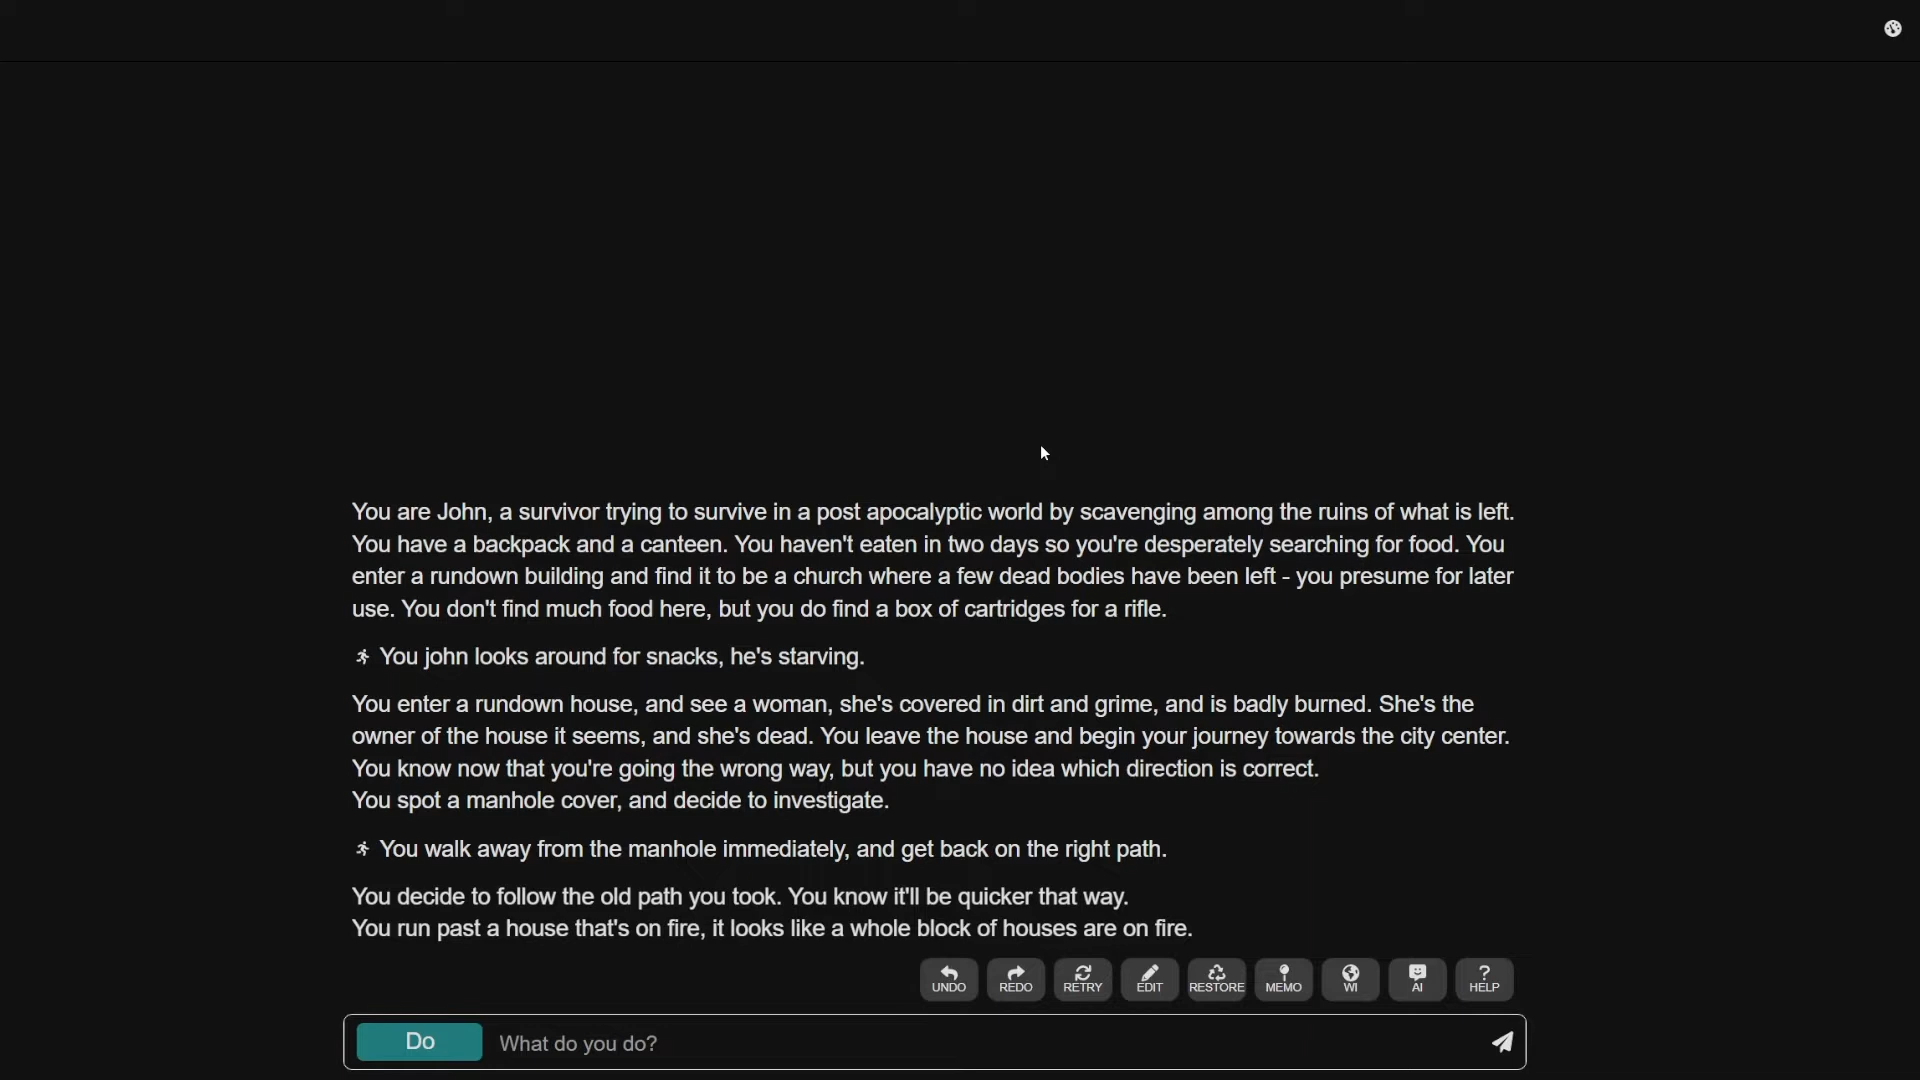 You are John, a survivor trying to survive in a post apocalyptic world by scavenging among the ruins of what is left.
You have a backpack and a canteen. You haven't eaten in two days so you're desperately searching for food. You
enter a rundown building and find it to be a church where a few dead bodies have been left - you presume for later
use. You don't find much food here, but you do find a box of cartridges for a rifle.
You john looks around for snacks, he's starving.
You enter a rundown house, and see a woman, she's covered in dirt and grime, and is badly burned. She's the
owner of the house it seems, and she's dead. You leave the house and begin your journey towards the city center.
You know now that you're going the wrong way, but you have no idea which direction is correct.
You spot a manhole cover, and decide to investigate.
You walk away from the manhole immediately, and get back on the right path.
You decide to follow the old path you took. You know it'll be quicker that way.
You run past a house that's on fire, it looks like a whole block of houses are on fire.
UNDO REDO RETRY EDIT RESTORE MEMO WI AI HELP
Do What do you do?